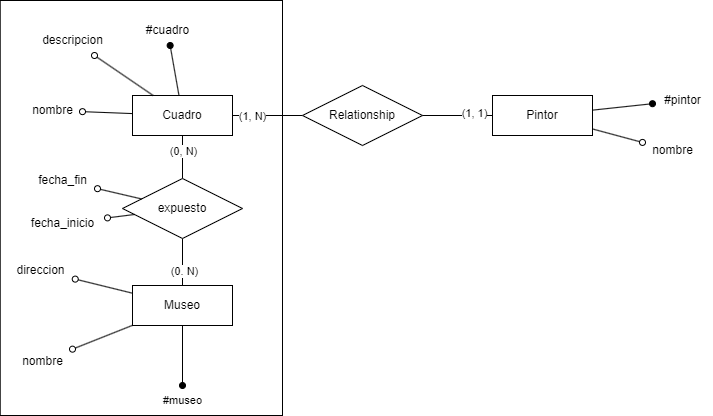 #cuadro
descripcion
nombre
Cuadro
(1, N)
Relationship
(1, 1)
Pintor
#pintor
nombre
(0, N)
fecha_fin
expuesto
fecha_inicio
direccion
(0. N)
Museo
nombre
#museo